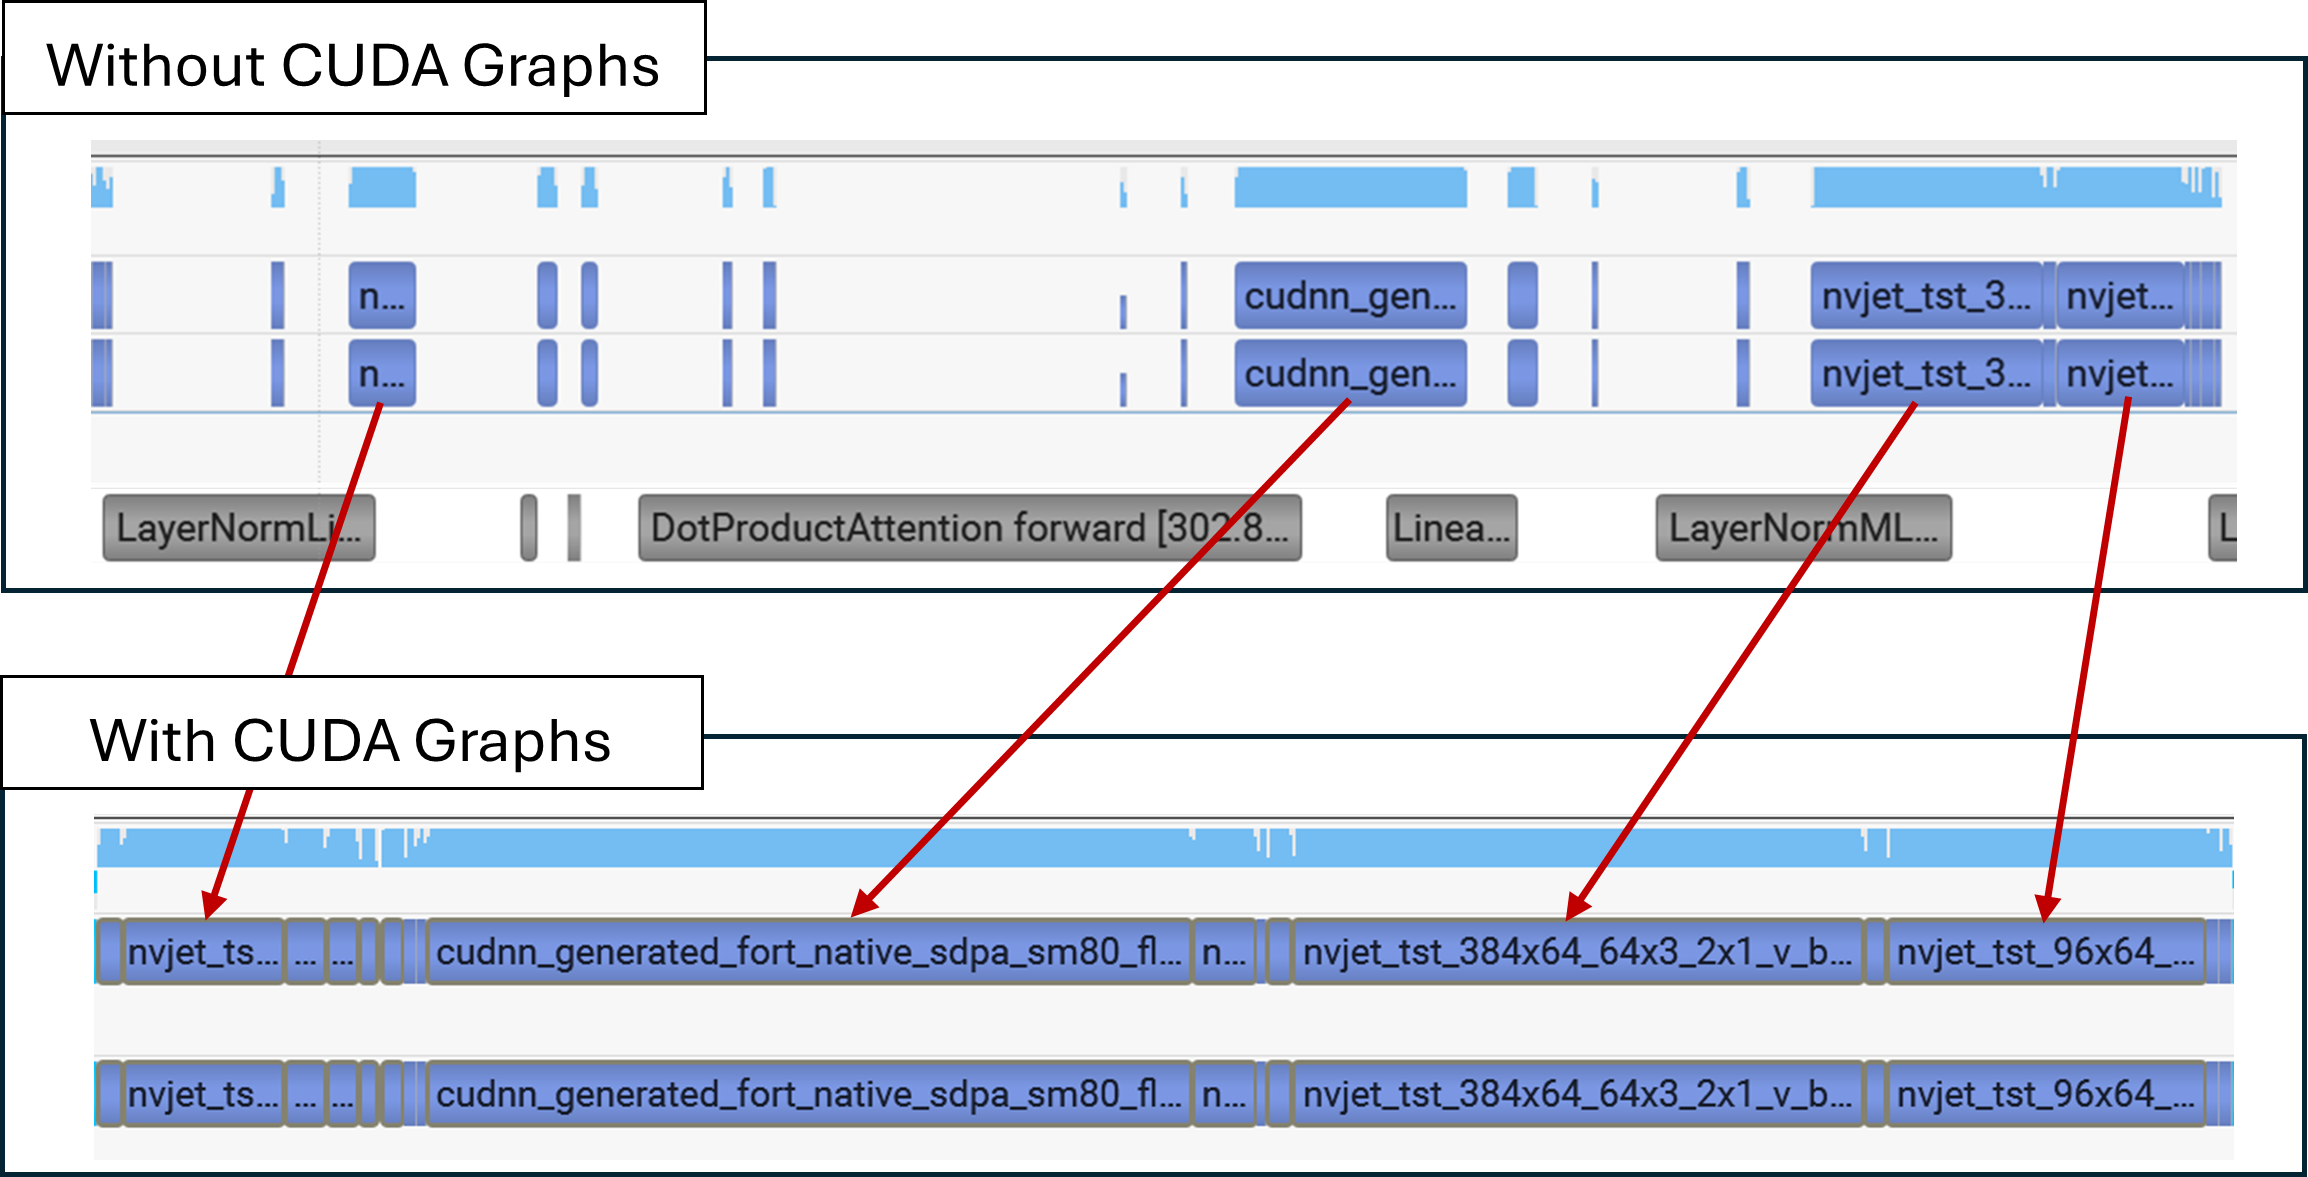 Without CUDA Graphs
n... cudnn_gen... nvjet_tst_3... nvjet...
n... cudnn_gen... nvjet_tst_3... nvjet...
LayerNormLi... DotProductAttention forward [302.8... Linea... LayerNormML... L
With CUDA Graphs
nvjet_ts... ... ... cudnn_generated_fort_native_sdpa_sm80_fl... n... nvjet_tst_384x64_64x3_2x1_v_b... nvjet_tst_96x64_...
nvjet_ts... ... ... cudnn_generated_fort_native_sdpa_sm80_fl... n... nvjet_tst_384x64_64x3_2x1_v_b... nvjet_tst_96x64_...